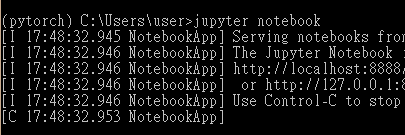 (pytorch) C:\Users\user>jupyter notebook
[I 17:48:32.945 NotebookApp] Serving notebooks from
[I 17:48:32.946 NotebookApp] The Jupyter Notebook
[I 17:48:32.946 NotebookApp] http://localhost:8888/
[I 17:48:32.946 NotebookApp]  or http://127.0.0.1:8
[I 17:48:32.946 NotebookApp] Use Control-C to stop
[C 17:48:32.953 NotebookApp]